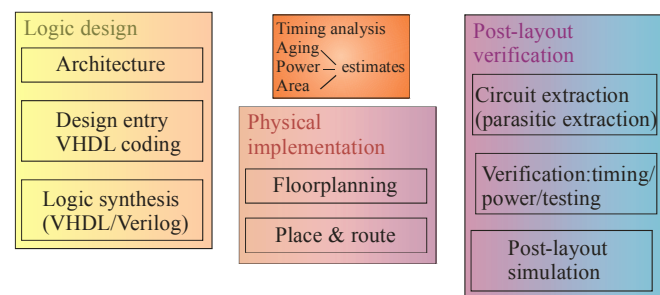 Logic design
Architecture
Design entry
VHDL coding
Logic synthesis
(VHDL/Verilog)
Timing analysis
Aging
Power estimates
Area
Physical
implementation
Floorplanning
Place & route
Post-layout
verification
Circuit extraction
(parasitic extraction)
Verification:timing/
power/testing
Post-layout
simulation